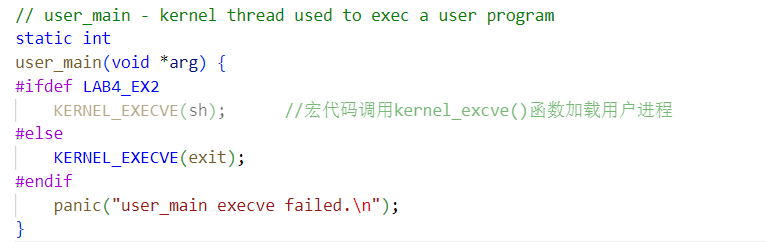 // user_main - kernel thread used to exec a user program
static int
user_main(void *arg) {
#ifdef LAB4_EX2
    KERNEL_EXECVE(sh);      //宏代码调用kernel_excve()函数加载用户进程
#else
    KERNEL_EXECVE(exit);
#endif
    panic("user_main execve failed.\n");
}